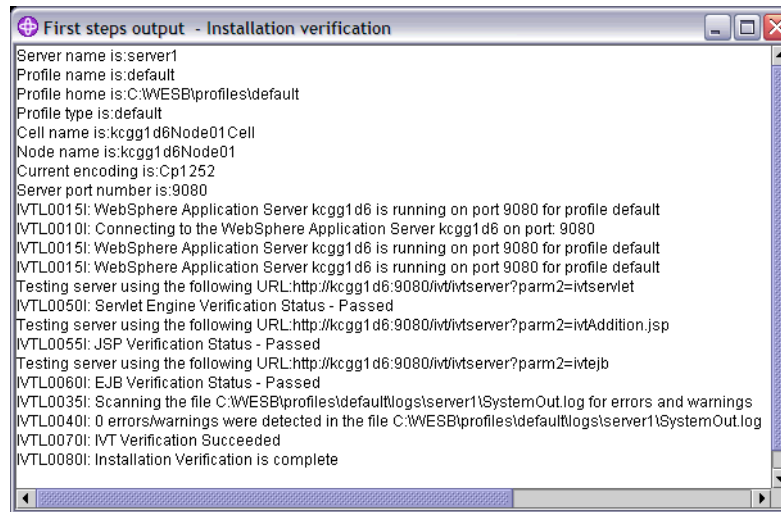 First steps output - Installation verification
Server name is:server1
Profile name is:default
Profile home is:C:\WESB\profiles\default
Profile type is:default
Cell name is:kcgg1d6Node01Cell
Node name is:kcgg1d6Node01
Current encoding is:Cp1252
Server port number is:9080
IVTL0015I: WebSphere Application Server kcgg1d6 is running on port 9080 for profile default
IVTL0010I: Connecting to the WebSphere Application Server kcgg1d6 on port: 9080
IVTL0015I: WebSphere Application Server kcgg1d6 is running on port 9080 for profile default
IVTL0015I: WebSphere Application Server kcgg1d6 is running on port 9080 for profile default
Testing server using the following URL:http://kcgg1d6:9080/ivt/ivtserver?parm2=ivtservlet
IVTL0050I: Servlet Engine Verification Status - Passed
Testing server using the following URL:http://kcgg1d6:9080/ivt/ivtserver?parm2=ivtAddition.jsp
IVTL0055I: JSP Verification Status - Passed
Testing server using the following URL:http://kcgg1d6:9080/ivt/ivtserver?parm2=ivtejb
IVTL0060I: EJB Verification Status - Passed
IVTL0035I: Scanning the file C:\WESB\profiles\default\logs\server1\SystemOut.log for errors and warnings
IVTL0040I: 0 errors/warnings were detected in the file C:\WESB\profiles\default\logs\server1\SystemOut.log
IVTL0070I: IVT Verification Succeeded
IVTL0080I: Installation Verification is complete